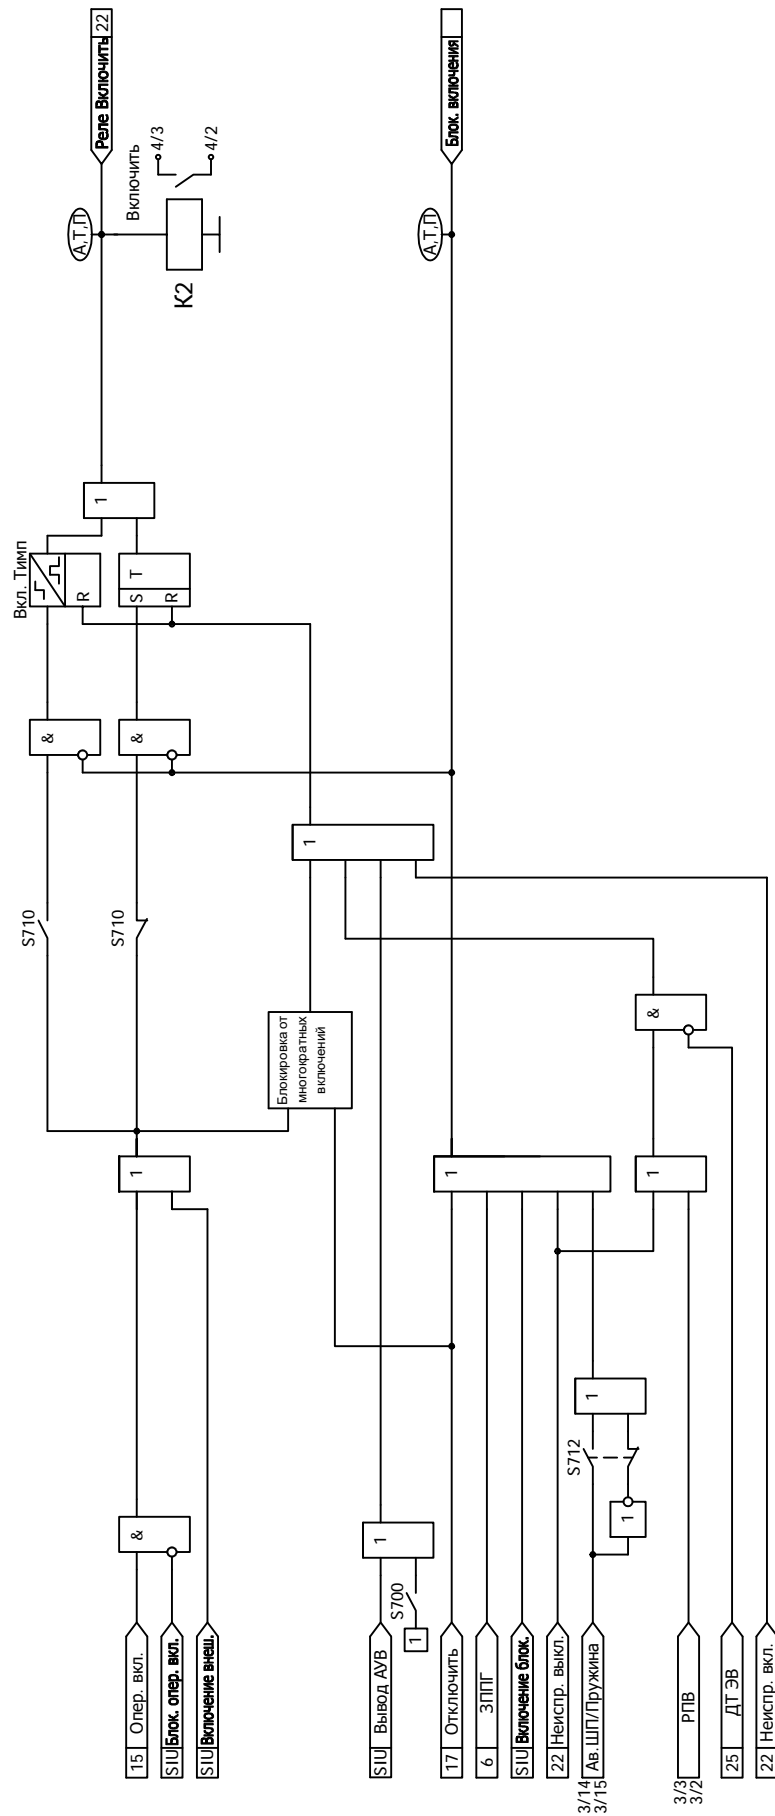 Реле Включить 22
Блок. включения
4/3
4/2
Включить
А,Т,П
А,Т,П
К2
1
Вкл. Тимп
R
S T
R
&
&
1
S710
S710
&
Блокировка от
многократных
включений
1
1
1
1
S712
1
&
1
S700
1
15 Опер. вкл.
SIU Блок. опер. вкл.
SIU Включение внеш.
SIU Вывод АУВ
17 Отключить
6 ЗППГ
SIU Включение блок.
22 Неиспр. выкл.
3/14
3/15
Ав. ШП/Пружина
3/3
3/2
РПВ
25 ДТ ЭВ
22 Неиспр. вкл.